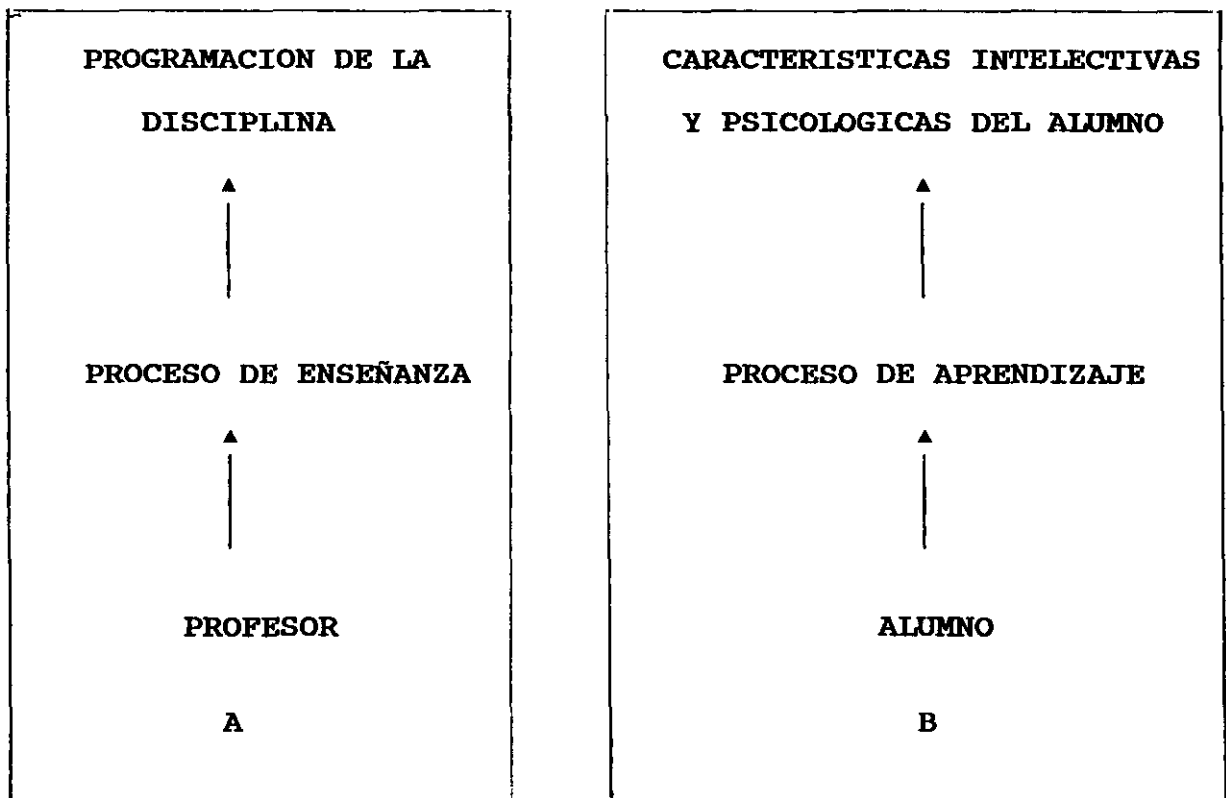 PROGRAMACION DE LA
DISCIPLINA
PROCESO DE ENSEÑANZA
PROFESOR
A
CARACTERISTICAS INTELECTIVAS
Y PSICOLOGICAS DEL ALUMNO
PROCESO DE APRENDIZAJE
ALUMNO
B